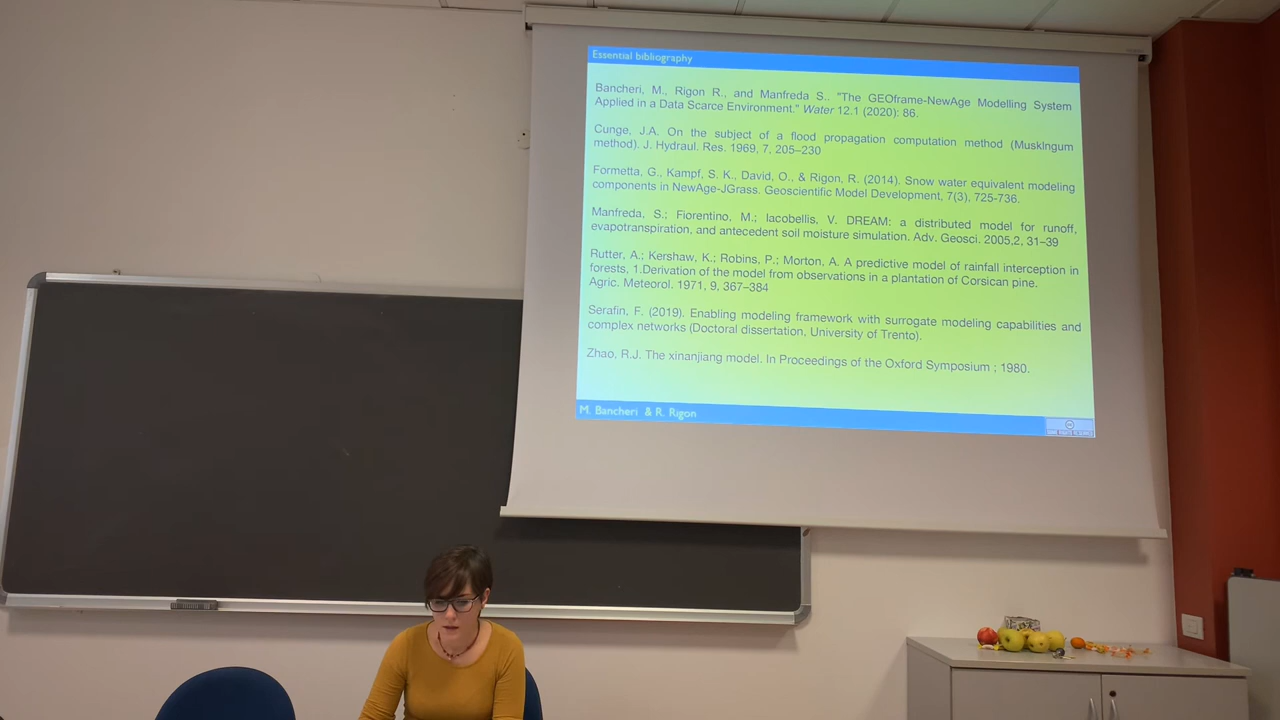 Essential bibliography
Bancheri, M., Rigon R., and Manfreda S.. "The GEOframe-NewAge Modelling System
Applied in a Data Scarce Environment." Water 12.1 (2020): 86.
Cunge, J.A. On the subject of a flood propagation computation method (MuskIngum
method). J. Hydraul. Res. 1969, 7, 205–230
Formetta, G., Kampf, S. K., David, O., & Rigon, R. (2014). Snow water equivalent modeling
components in NewAge-JGrass. Geoscientific Model Development, 7(3), 725-736.
Manfreda, S.; Fiorentino, M.; Iacobellis, V. DREAM: a distributed model for runoff,
evapotranspiration, and antecedent soil moisture simulation. Adv. Geosci. 2005,2, 31–39
Rutter, A.; Kershaw, K.; Robins, P.; Morton, A. A predictive model of rainfall interception in
forests, 1.Derivation of the model from observations in a plantation of Corsican pine.
Agric. Meteorol. 1971, 9, 367–384
Serafin, F. (2019). Enabling modeling framework with surrogate modeling capabilities and
complex networks (Doctoral dissertation, University of Trento).
Zhao, R.J. The xinanjiang model. In Proceedings of the Oxford Symposium ; 1980.
M. Bancheri & R. Rigon